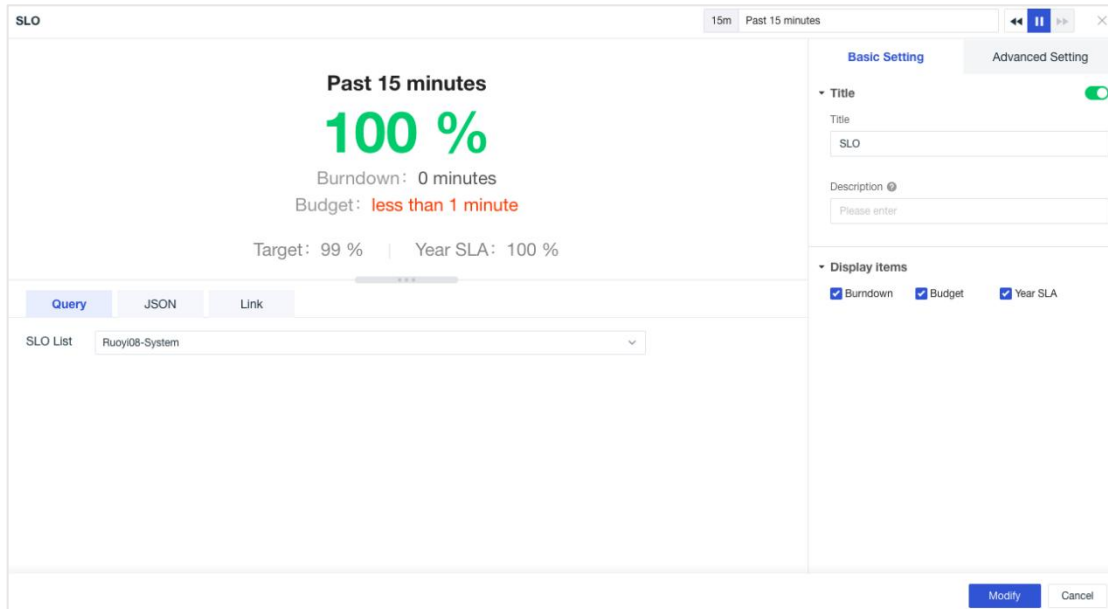 SLO
15m Past 15 minutes
Past 15 minutes
100 %
Burndown： 0 minutes
Budget： less than 1 minute
Target： 99 % Year SLA： 100 %
Query JSON Link
SLO List Ruoyi08-System
Basic Setting Advanced Setting
Title
Title
SLO
Description
Please enter
Display items
Burndown Budget Year SLA
Modify Cancel